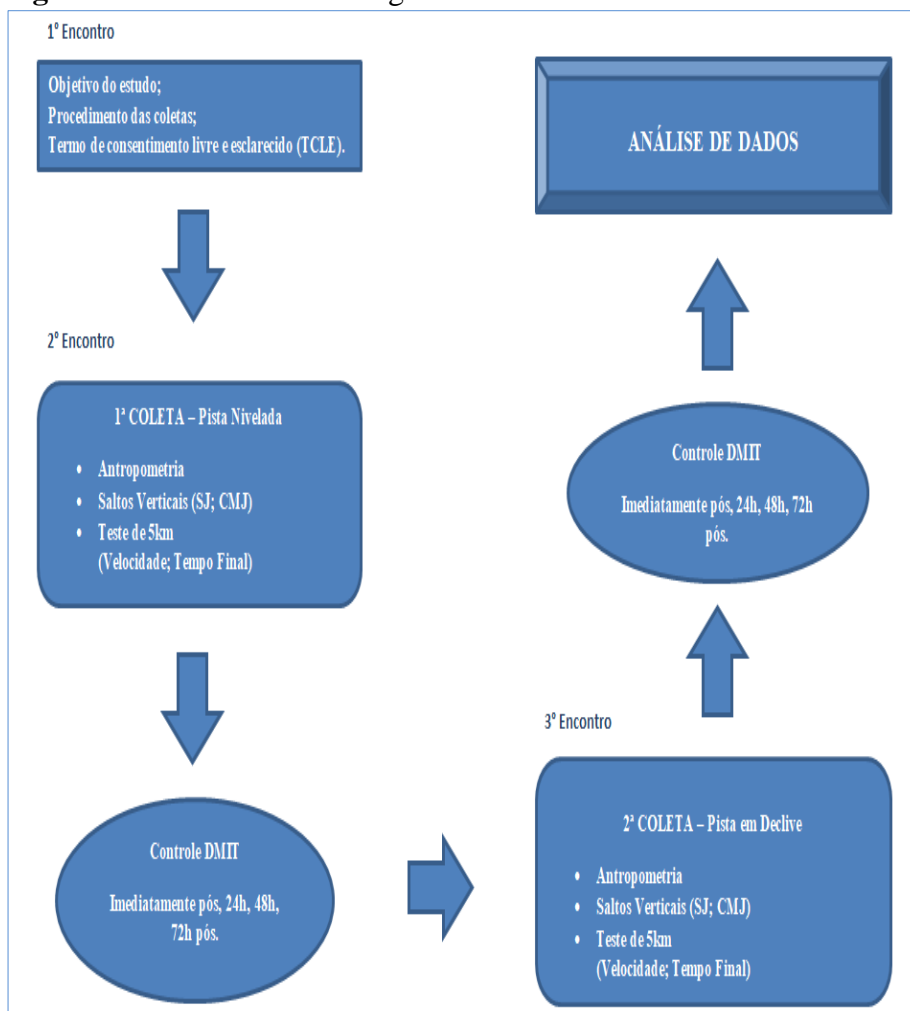 1º Encontro
Objetivo do estudo;
Procedimento das coletas;
Termo de consentimento livre e esclarecido (TCLE).
2º Encontro
1ª COLETA – Pista Nivelada
• Antropometria
• Saltos Verticais (SJ; CMJ)
• Teste de 5km
(Velocidade; Tempo Final)
Controle DMIT
Imediatamente pós, 24h, 48h,
72h pós.
3º Encontro
2ª COLETA – Pista em Declive
• Antropometria
• Saltos Verticais (SJ; CMJ)
• Teste de 5km
(Velocidade; Tempo Final)
Controle DMIT
Imediatamente pós, 24h, 48h, 72h
pós.
ANÁLISE DE DADOS